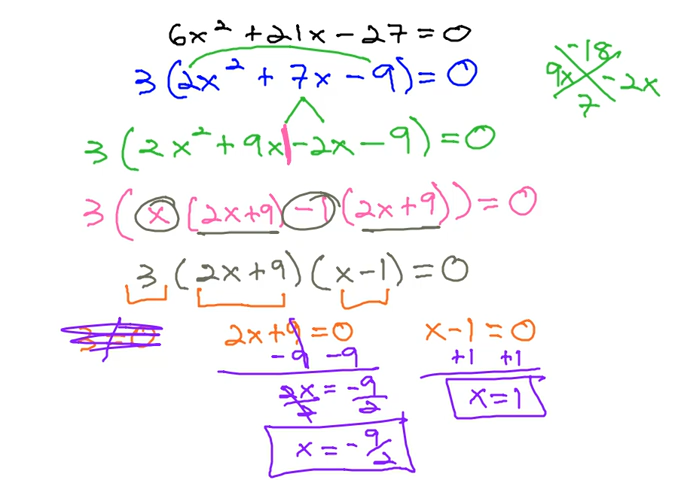 6x² + 21x - 27 = 0
3(2x² + 7x - 9) = 0
-18
9x -2x
7
3(2x² + 9x | -2x - 9) = 0
3(x(2x+9) -1(2x+9)) = 0
3(2x+9)(x-1) = 0
3=0 2x+9=0 x-1=0
-9 -9 +1 +1
2x/2 = -9/2 x=1
x = -9/2